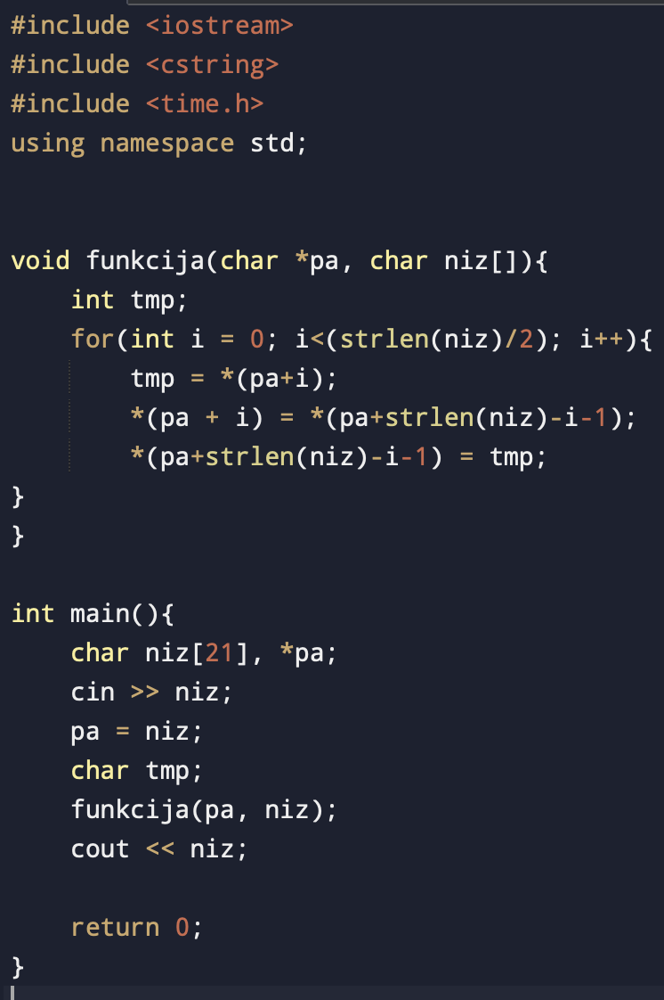 #include <iostream>
#include <cstring>
#include <time.h>
using namespace std;
void funkcija(char *pa, char niz[]){
    int tmp;
    for(int i = 0; i<(strlen(niz)/2); i++){
        tmp = *(pa+i);
        *(pa + i) = *(pa+strlen(niz)-i-1);
        *(pa+strlen(niz)-i-1) = tmp;
}
}
int main(){
    char niz[21], *pa;
    cin >> niz;
    pa = niz;
    char tmp;
    funkcija(pa, niz);
    cout << niz;
    return 0;
}